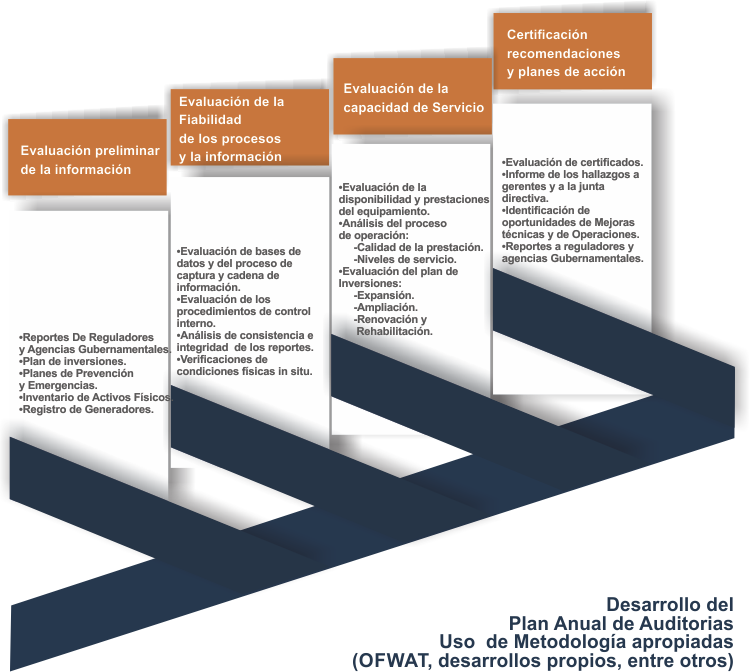 Evaluación preliminar
de la información
•Reportes De Reguladores
y Agencias Gubernamentales.
•Plan de inversiones.
•Planes de Prevención
y Emergencias.
•Inventario de Activos Físicos
•Registro de Generadores.
Evaluación de la
Fiabilidad
de los procesos
y la información
•Evaluación de bases de
datos y del proceso de
captura y cadena de
información.
•Evaluación de los
procedimientos de control
interno.
•Análisis de consistencia e
integridad de los reportes.
•Verificaciones de
condiciones físicas in situ.
Evaluación de la
capacidad de Servicio
•Evaluación de la
disponibilidad y prestaciones
del equipamiento.
•Análisis del proceso
de operación:
-Calidad de la prestación.
-Niveles de servicio.
•Evaluación del plan de
Inversiones:
-Expansión.
-Ampliación.
-Renovación y
Rehabilitación.
Certificación
recomendaciones
y planes de acción
•Evaluación de certificados.
•Informe de los hallazgos a
gerentes y a la junta
directiva.
•Identificación de
oportunidades de Mejoras
técnicas y de Operaciones.
•Reportes a reguladores y
agencias Gubernamentales.
Desarrollo del
Plan Anual de Auditorias
Uso de Metodología apropiadas
(OFWAT, desarrollos propios, entre otros)